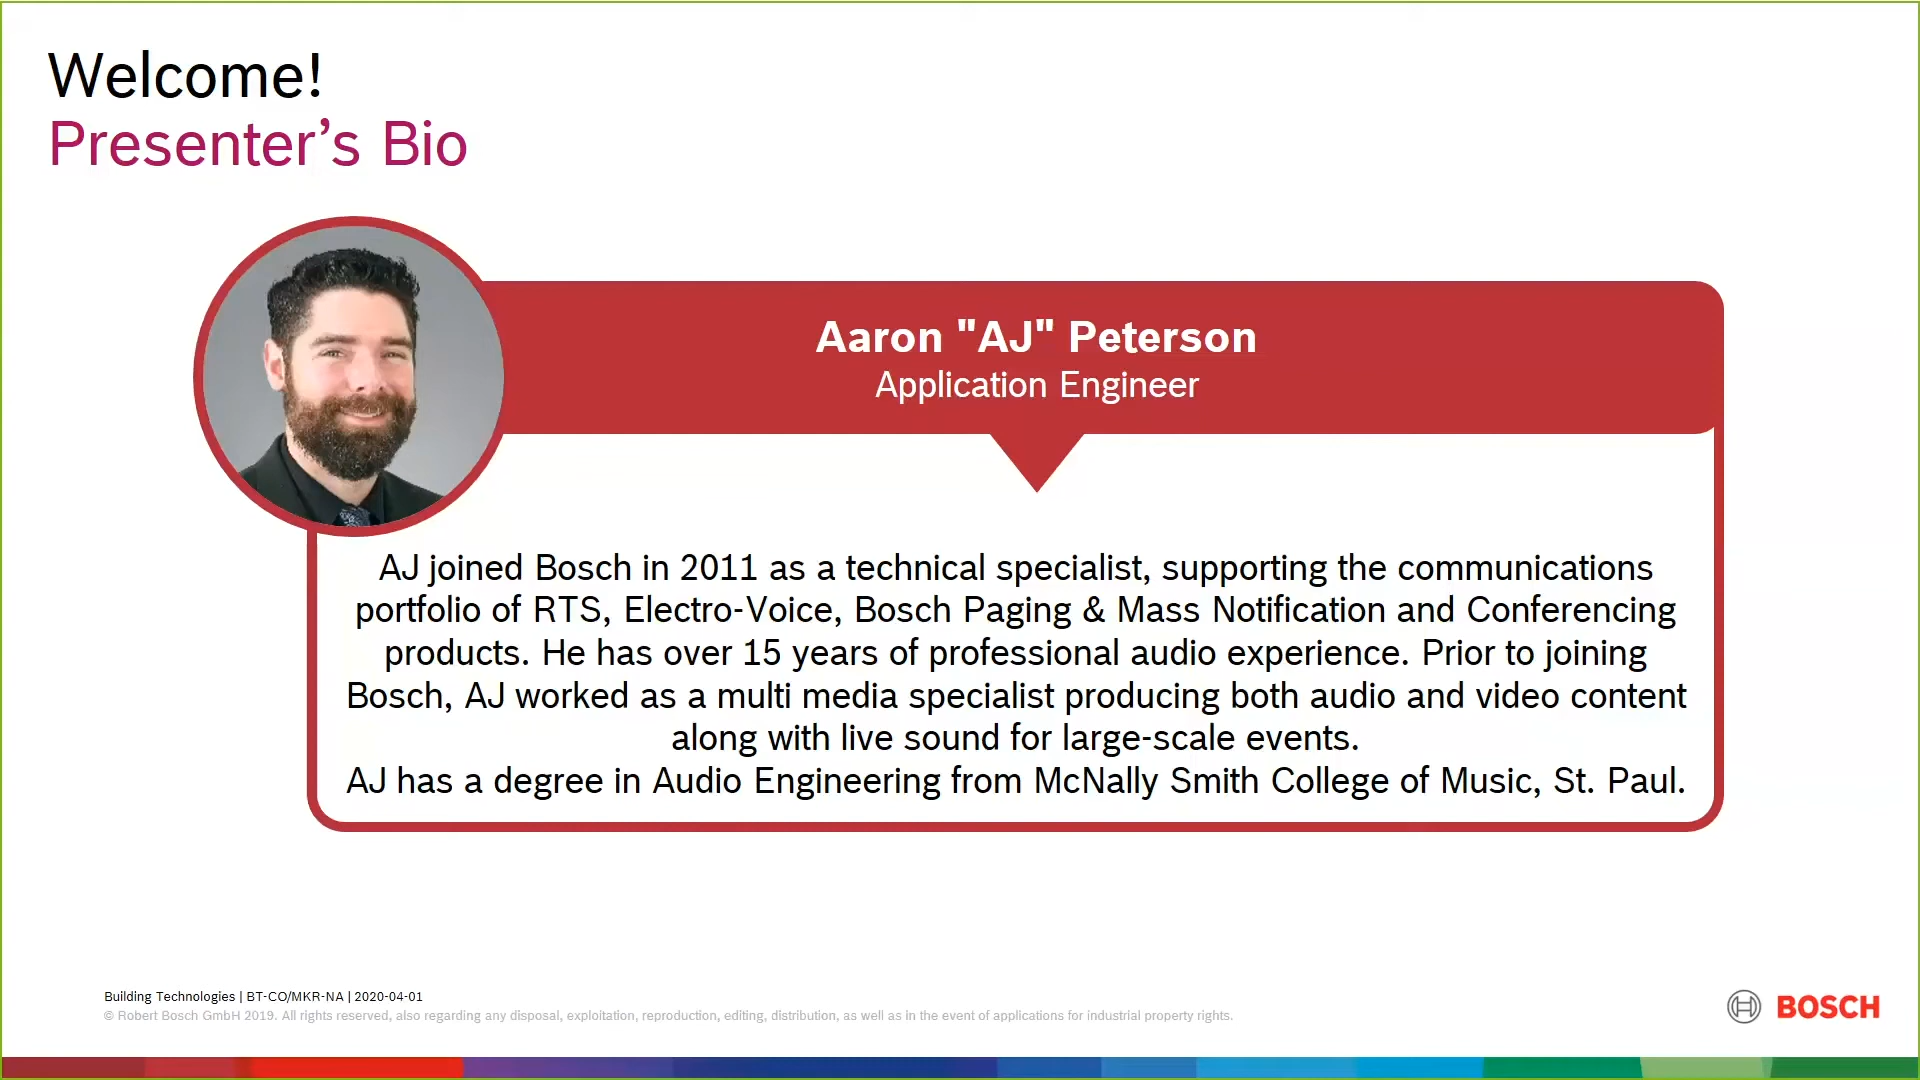 Welcome!
Presenter’s Bio
Aaron "AJ" Peterson
Application Engineer
AJ joined Bosch in 2011 as a technical specialist, supporting the communications
portfolio of RTS, Electro-Voice, Bosch Paging & Mass Notification and Conferencing
products. He has over 15 years of professional audio experience. Prior to joining
Bosch, AJ worked as a multi media specialist producing both audio and video content
along with live sound for large-scale events.
AJ has a degree in Audio Engineering from McNally Smith College of Music, St. Paul.
Building Technologies | BT-CO/MKR-NA | 2020-04-01
© Robert Bosch GmbH 2019. All rights reserved, also regarding any disposal, exploitation, reproduction, editing, distribution, as well as in the event of applications for industrial property rights.
BOSCH